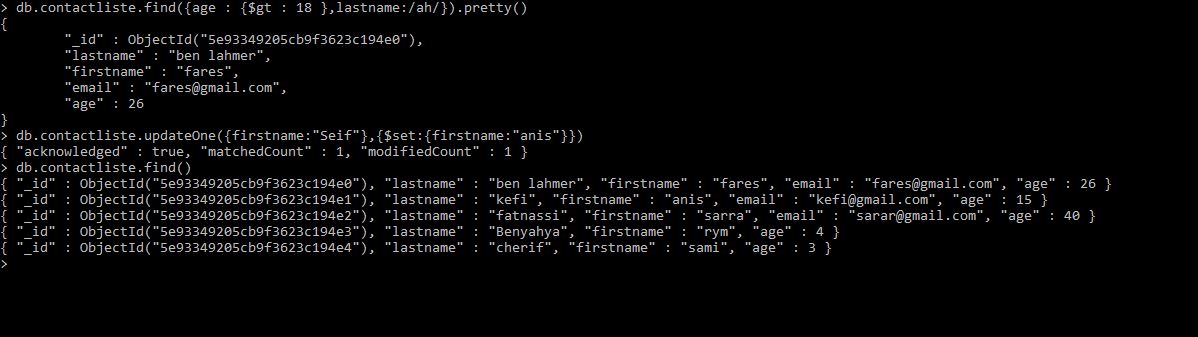 > db.contactliste.find({age : {$gt : 18 },lastname:/ah/}).pretty()
{
"_id" : ObjectId("5e93349205cb9f3623c194e0"),
"lastname" : "ben lahmer",
"firstname" : "fares",
"email" : "fares@gmail.com",
"age" : 26
}
> db.contactliste.updateOne({firstname:"Seif"},{$set:{firstname:"anis"}})
{ "acknowledged" : true, "matchedCount" : 1, "modifiedCount" : 1 }
> db.contactliste.find()
{ "_id" : ObjectId("5e93349205cb9f3623c194e0"), "lastname" : "ben lahmer", "firstname" : "fares", "email" : "fares@gmail.com", "age" : 26 }
{ "_id" : ObjectId("5e93349205cb9f3623c194e1"), "lastname" : "kefi", "firstname" : "anis", "email" : "kefi@gmail.com", "age" : 15 }
{ "_id" : ObjectId("5e93349205cb9f3623c194e2"), "lastname" : "fatnassi", "firstname" : "sarra", "email" : "sarar@gmail.com", "age" : 40 }
{ "_id" : ObjectId("5e93349205cb9f3623c194e3"), "lastname" : "Benyahya", "firstname" : "rym", "age" : 4 }
{ "_id" : ObjectId("5e93349205cb9f3623c194e4"), "lastname" : "cherif", "firstname" : "sami", "age" : 3 }
>